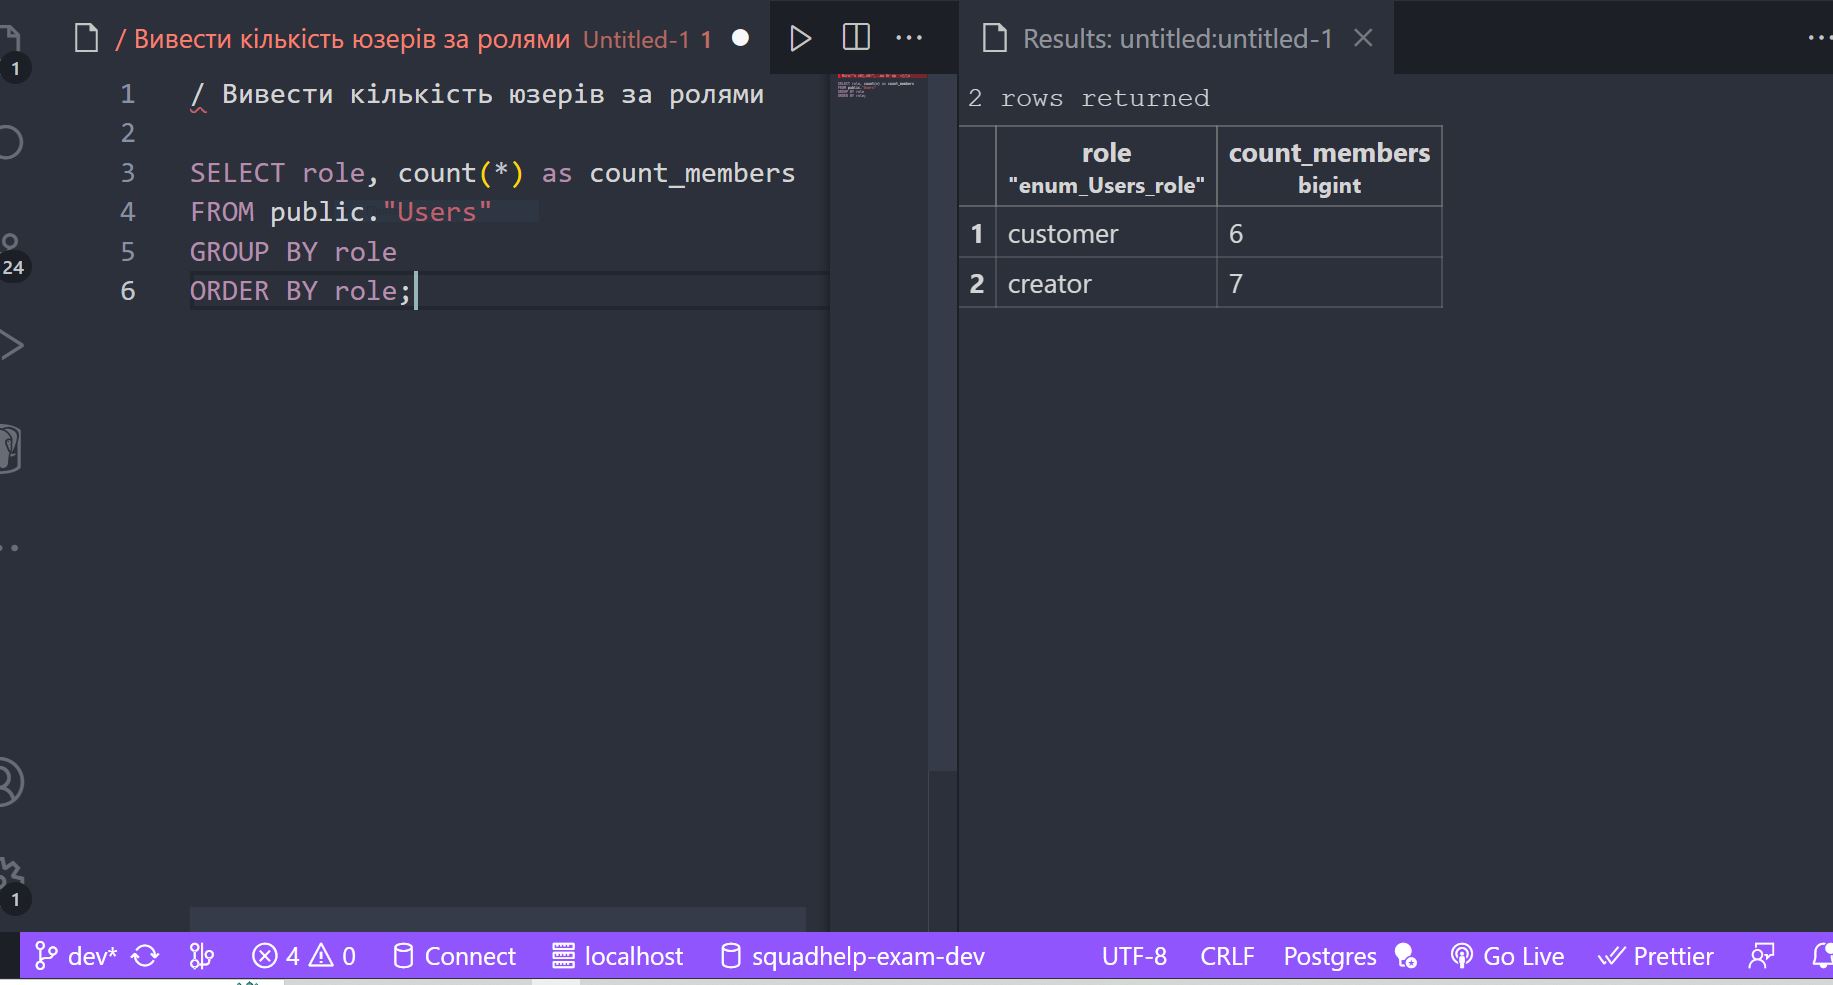 / Вивести кількість юзерів за ролями Untitled-1 1
Results: untitled:untitled-1
1
1 / Вивести кількість юзерів за ролями
2
3 SELECT role, count(*) as count_members
4 FROM public."Users"
5 GROUP BY role
6 ORDER BY role;
24
1
2 rows returned
role count_members
"enum_Users_role" bigint
1 customer 6
2 creator 7
dev* 4 0 Connect localhost squadhelp-exam-dev UTF-8 CRLF Postgres Go Live Prettier